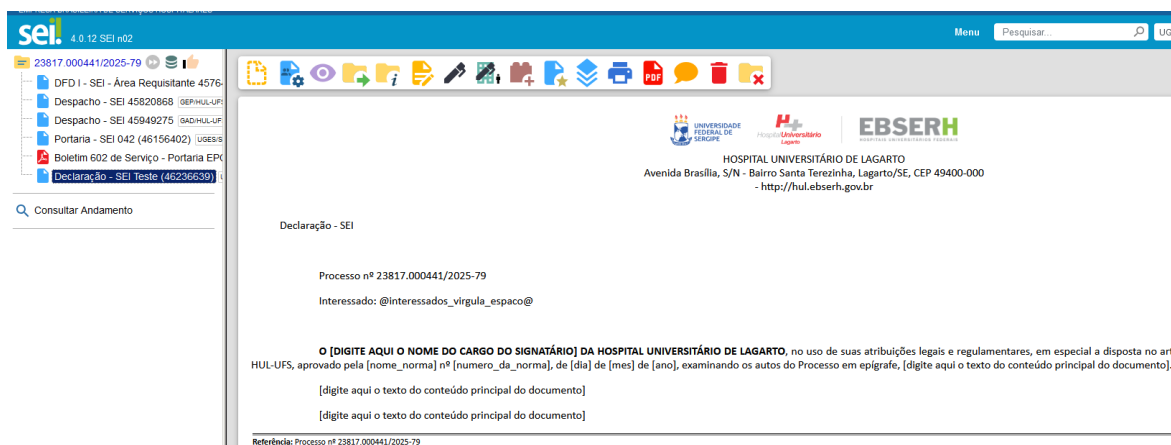 EMPRESA BRASILEIRA DE SERVIÇOS HOSPITALARES
sei! 4.0.12 SEI n02
Menu
Pesquisar...
UG
23817.000441/2025-79
DFD I - SEI - Área Requisitante 4576
Despacho - SEI 45820868 GEP/HUL-UFS
Despacho - SEI 45949275 GAD/HUL-UF
Portaria - SEI 042 (46156402) UGES/S
Boletim 602 de Serviço - Portaria EPC
Declaração - SEI Teste (46236639)
Consultar Andamento
PDF
UNIVERSIDADE
FEDERAL DE
SERGIPE
Hospital Universitário
Lagarto
EBSERH
HOSPITAIS UNIVERSITÁRIOS FEDERAIS
HOSPITAL UNIVERSITÁRIO DE LAGARTO
Avenida Brasília, S/N - Bairro Santa Terezinha, Lagarto/SE, CEP 49400-000
- http://hul.ebserh.gov.br
Declaração - SEI
Processo nº 23817.000441/2025-79
Interessado: @interessados_virgula_espaco@
O [DIGITE AQUI O NOME DO CARGO DO SIGNATÁRIO] DA HOSPITAL UNIVERSITÁRIO DE LAGARTO, no uso de suas atribuições legais e regulamentares, em especial a disposta no art
HUL-UFS, aprovado pela [nome_norma] nº [numero_da_norma], de [dia] de [mes] de [ano], examinando os autos do Processo em epígrafe, [digite aqui o texto do conteúdo principal do documento].
[digite aqui o texto do conteúdo principal do documento]
[digite aqui o texto do conteúdo principal do documento]
Referência: Processo nº 23817.000441/2025-79